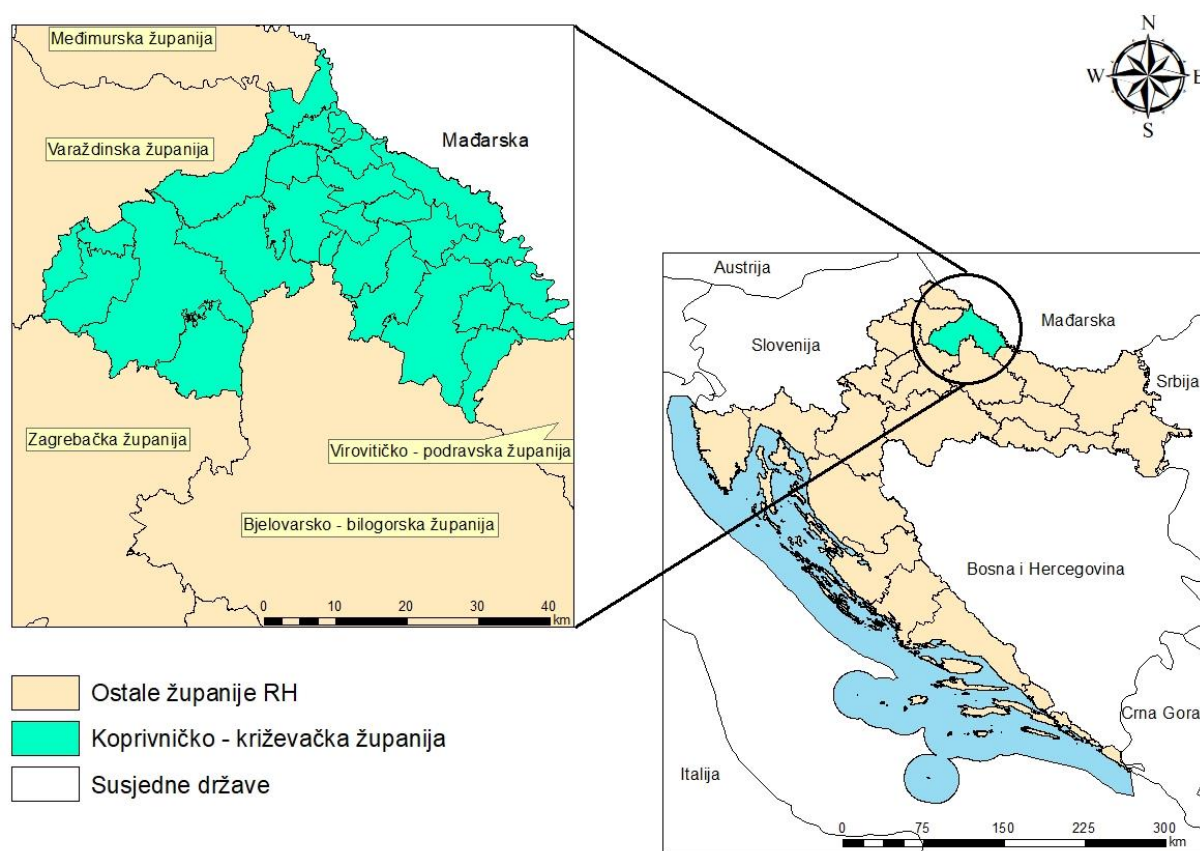 Međimurska županija
Varaždinska županija
Mađarska
Zagrebačka županija
Virovitičko - podravska županija
Bjelovarsko - bilogorska županija
0 10 20 30 40
km
Ostale županije RH
Koprivničko - križevačka županija
Susjedne države
N
W E
S
Austrija
Mađarska
Slovenija
Srbija
Bosna i Hercegovina
Crna Gora
Italija
0 75 150 225 300
km